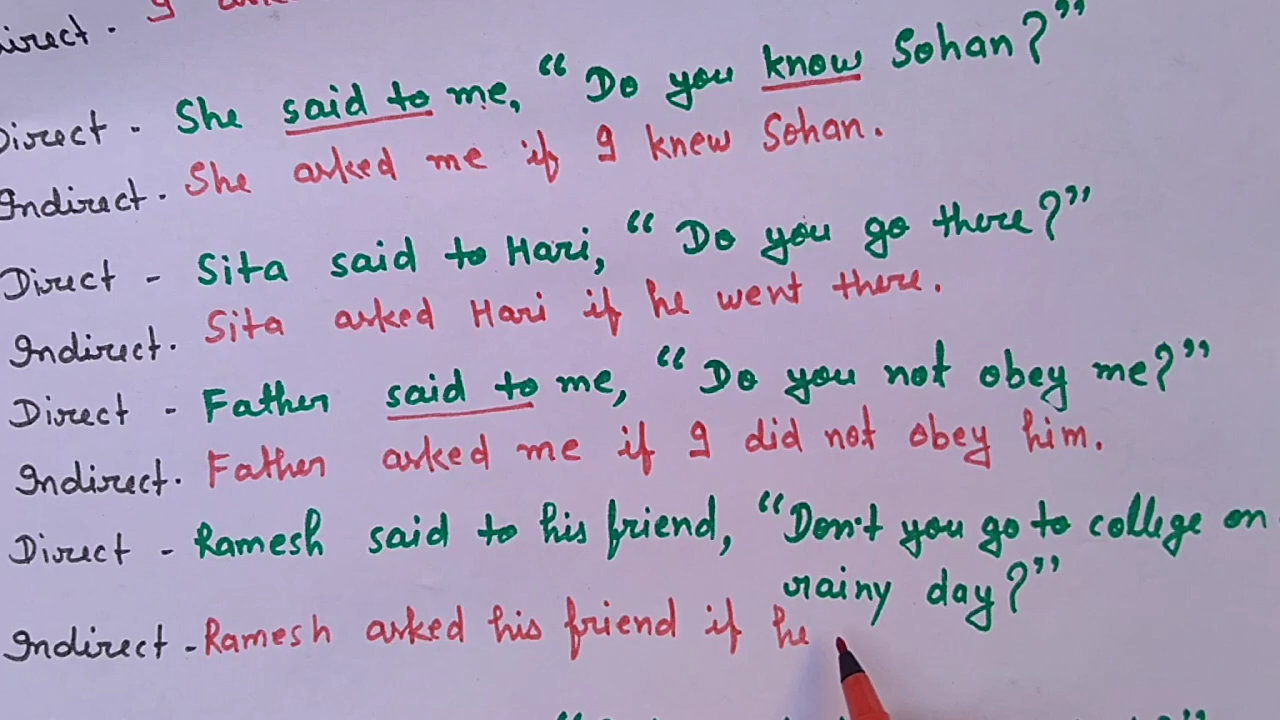 Direct - She said to me, “Do you know Sohan?”
Indirect. She asked me if I knew Sohan.
Direct - Sita said to Hari, “Do you go there?”
Indirect. Sita asked Hari if he went there.
Direct - Father said to me, “Do you not obey me?”
Indirect. Father asked me if I did not obey him.
Direct - Ramesh said to his friend, “Don't you go to college on
rainy day?”
Indirect - Ramesh asked his friend if he